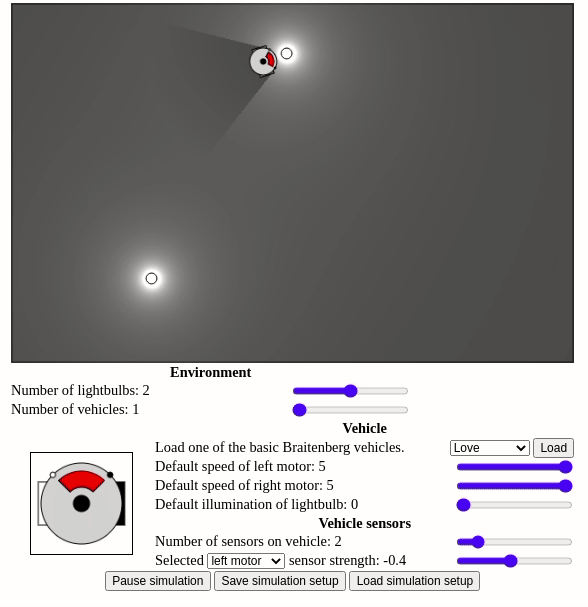 Environment
Number of lightbulbs: 2
Number of vehicles: 1
Vehicle
Load one of the basic Braitenberg vehicles. Love Load
Default speed of left motor: 5
Default speed of right motor: 5
Default illumination of lightbulb: 0
Vehicle sensors
Number of sensors on vehicle: 2
Selected left motor sensor strength: -0.4
Pause simulation Save simulation setup Load simulation setup